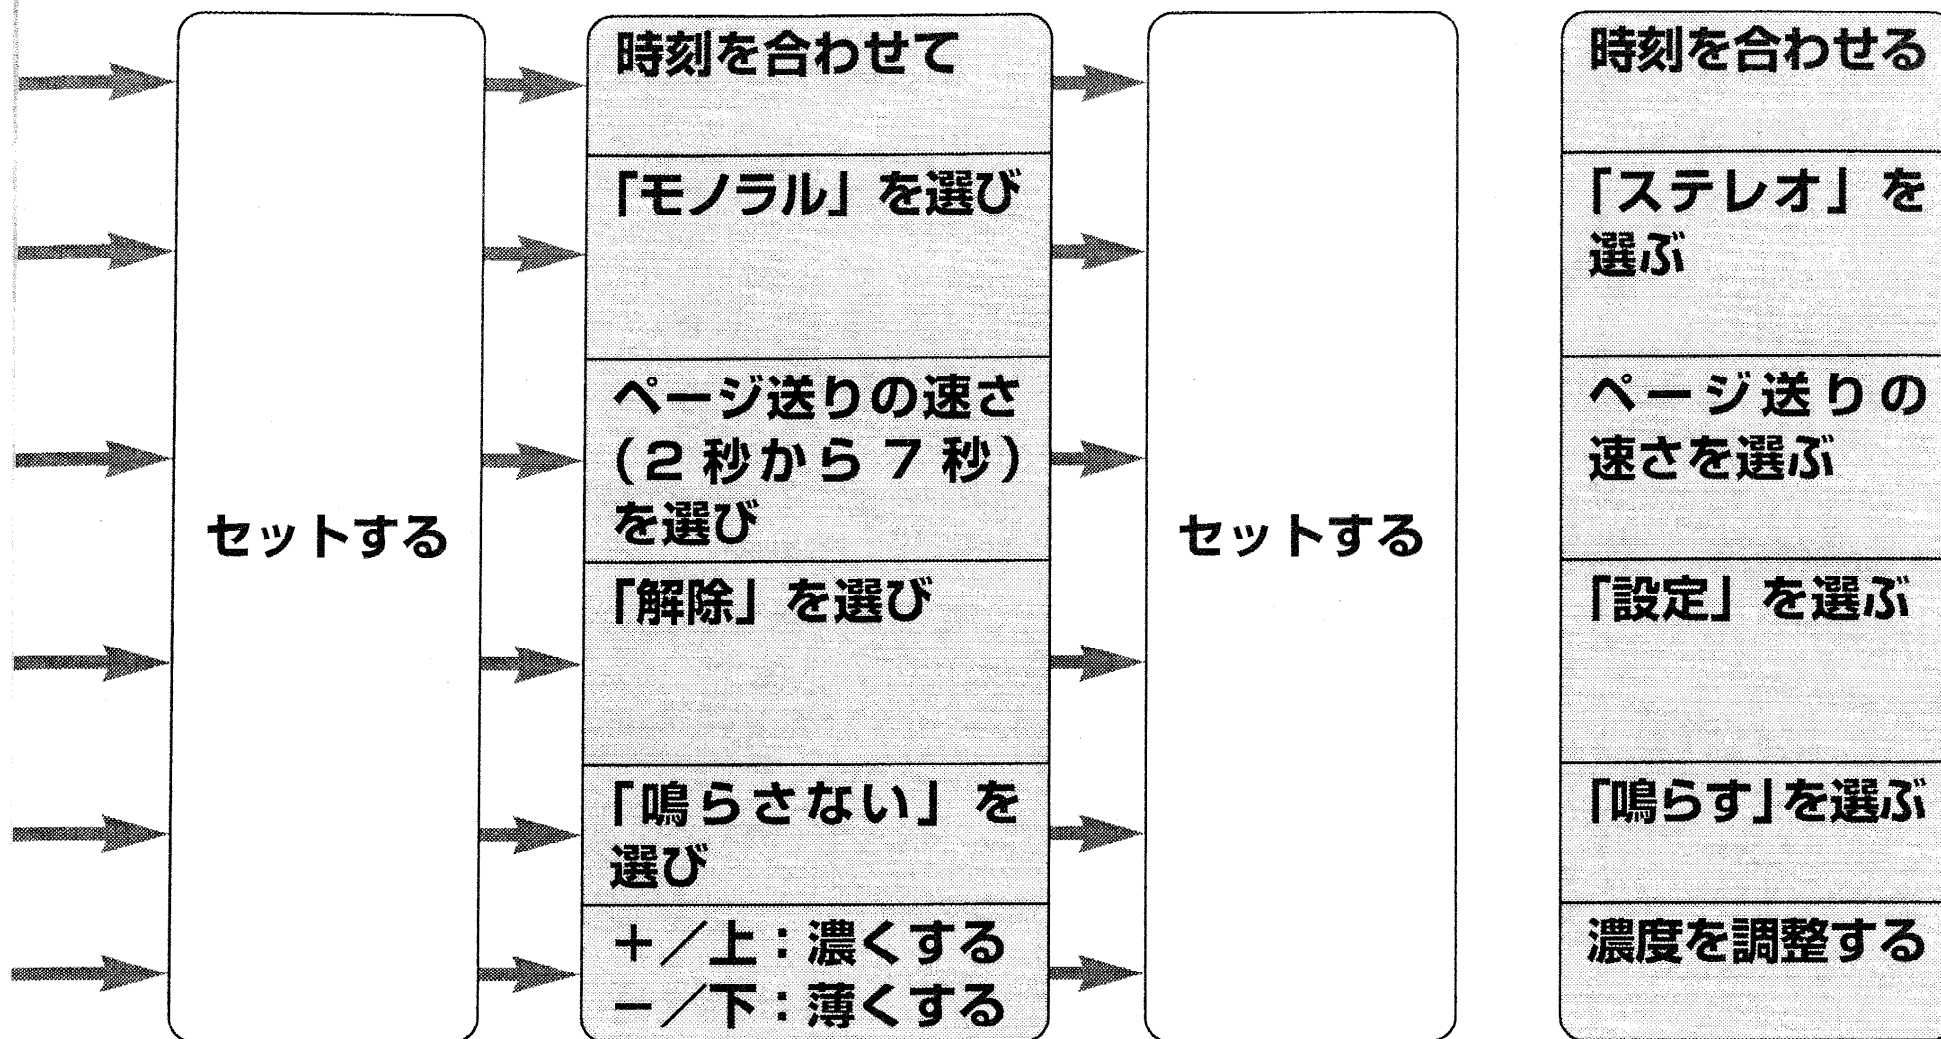 セットする
時刻を合わせて
「モノラル」を選び
ページ送りの速さ
(2秒から7秒)
を選び
「解除」を選び
「鳴らさない」を
選び
+/上:濃くする
-/下:薄くする
セットする
時刻を合わせる
「ステレオ」を
選ぶ
ページ送りの
速さを選ぶ
「設定」を選ぶ
「鳴らす」を選ぶ
濃度を調整する